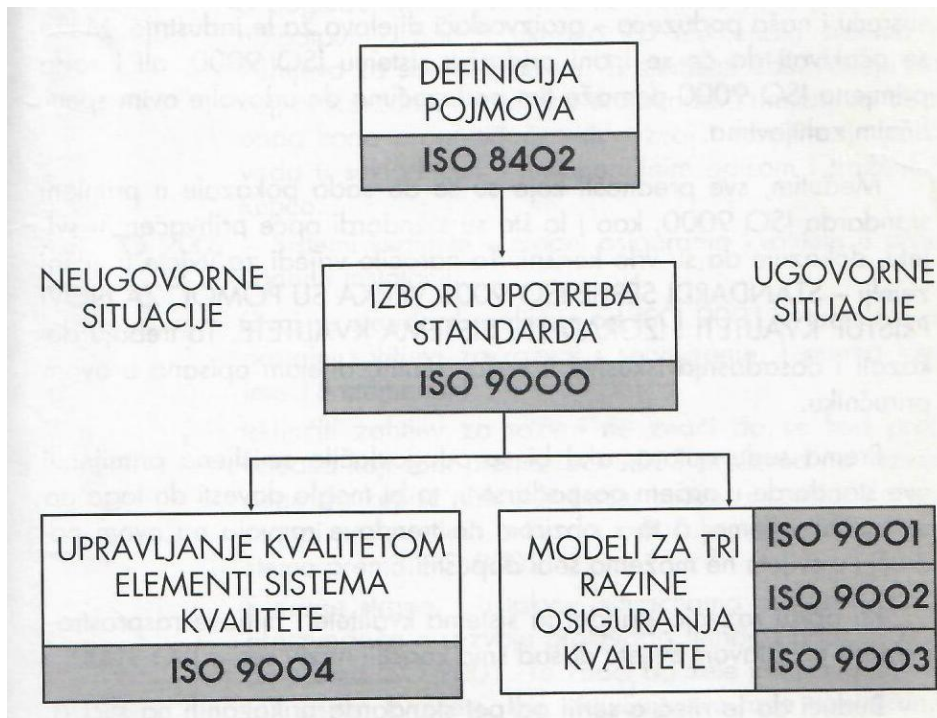 DEFINICIJA
POJMOVA
ISO 8402
NEUGOVORNE
SITUACIJE
IZBOR I UPOTREBA
STANDARDA
ISO 9000
UGOVORNE
SITUACIJE
UPRAVLJANJE KVALITETOM
ELEMENTI SISTEMA
KVALITETE
ISO 9004
MODELI ZA TRI
RAZINE
OSIGURANJA
KVALITETE
ISO 9001
ISO 9002
ISO 9003